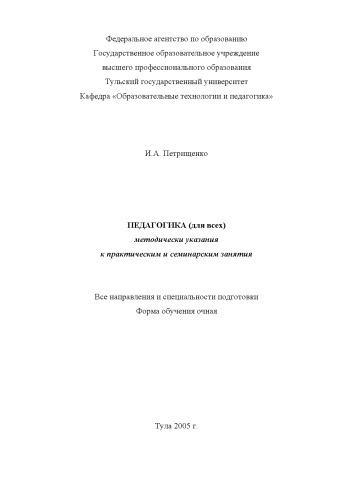 Федеральное агентство по образованию
Государственное образовательное учреждение
высшего профессионального образования
Тульский государственный университет
Кафедра «Образовательные технологии и педагогика»
И.А. Петрищенко
ПЕДАГОГИКА (для всех)
методически указания
к практическим и семинарским занятия
Все направления и специальности подготовки
Форма обучения очная
Тула 2005 г.